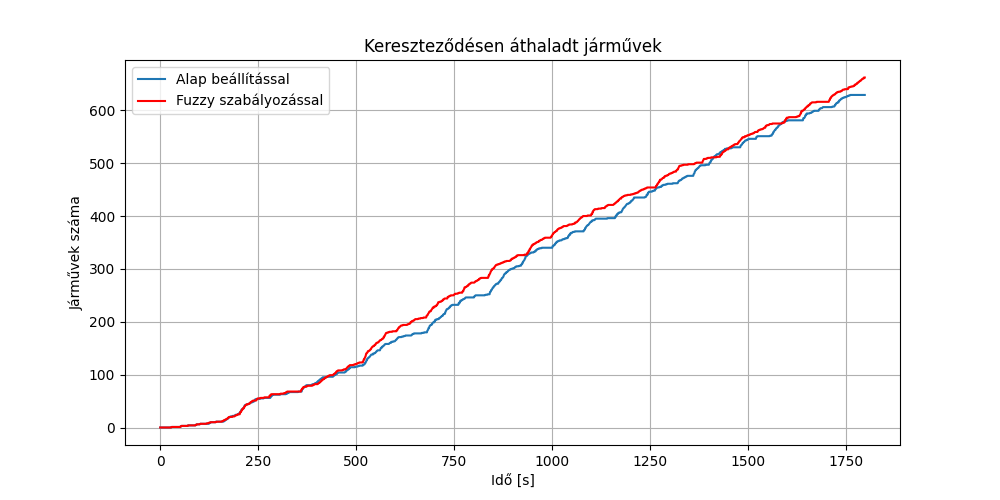 Kereszteződésen áthaladt járművek
Alap beállítással
Fuzzy szabályozással
Járművek száma
600
500
400
300
200
100
0
0 250 500 750 1000 1250 1500 1750
Idő [s]